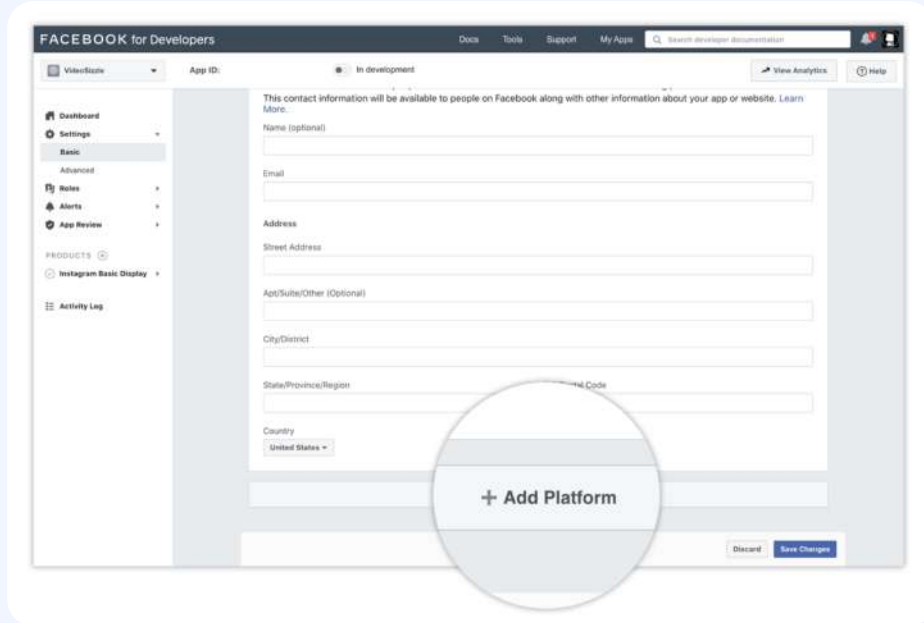 FACEBOOK for Developers
Docs Tools Support My Apps Search developer documentation
VideoSizzle App ID: In development View Analytics Help
This contact information will be available to people on Facebook along with other information about your app or website. Learn
More.
Dashboard
Settings
Basic
Advanced
Roles
Alerts
App Review
PRODUCTS
Instagram Basic Display
Activity Log
Name (optional)
Email
Address
Street Address
Apt/Suite/Other (Optional)
City/District
State/Province/Region
Code
Country
United States
+ Add Platform
Discard Save Changes